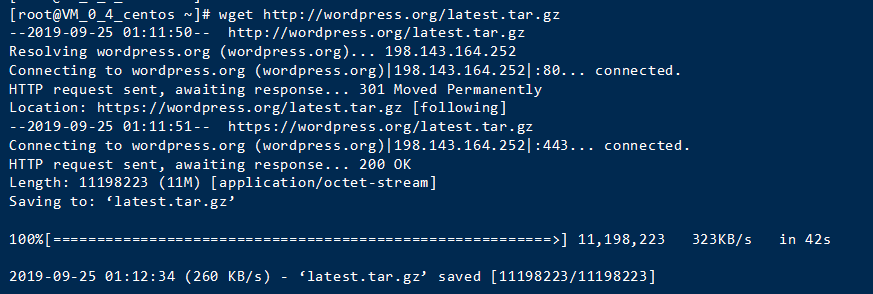 [root@VM_0_4_centos ~]# wget http://wordpress.org/latest.tar.gz
--2019-09-25 01:11:50--  http://wordpress.org/latest.tar.gz
Resolving wordpress.org (wordpress.org)... 198.143.164.252
Connecting to wordpress.org (wordpress.org)|198.143.164.252|:80... connected.
HTTP request sent, awaiting response... 301 Moved Permanently
Location: https://wordpress.org/latest.tar.gz [following]
--2019-09-25 01:11:51--  https://wordpress.org/latest.tar.gz
Connecting to wordpress.org (wordpress.org)|198.143.164.252|:443... connected.
HTTP request sent, awaiting response... 200 OK
Length: 11198223 (11M) [application/octet-stream]
Saving to: ‘latest.tar.gz’
100%[=========================================================>] 11,198,223   323KB/s   in 42s
2019-09-25 01:12:34 (260 KB/s) - ‘latest.tar.gz’ saved [11198223/11198223]